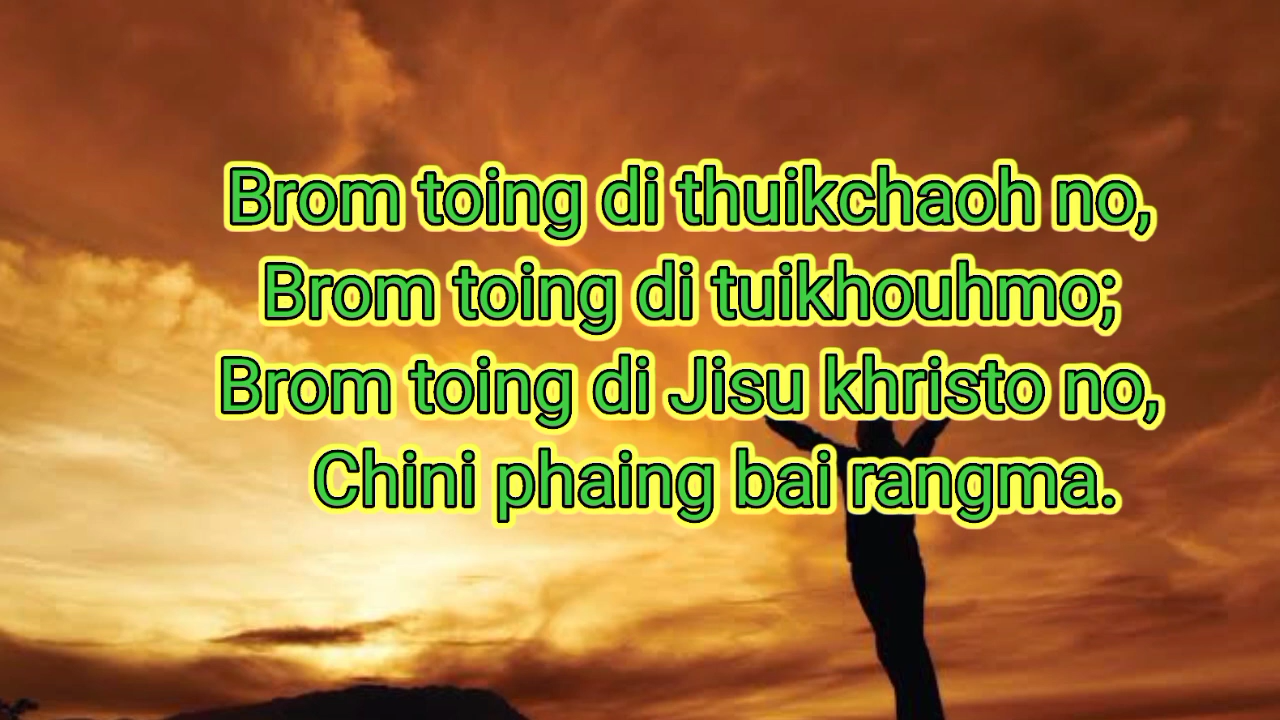 Brom toing di thuikchaoh no,
Brom toing di tuikhouhmo;
Brom toing di Jisu khristo no,
Chini phaing bai rangma.